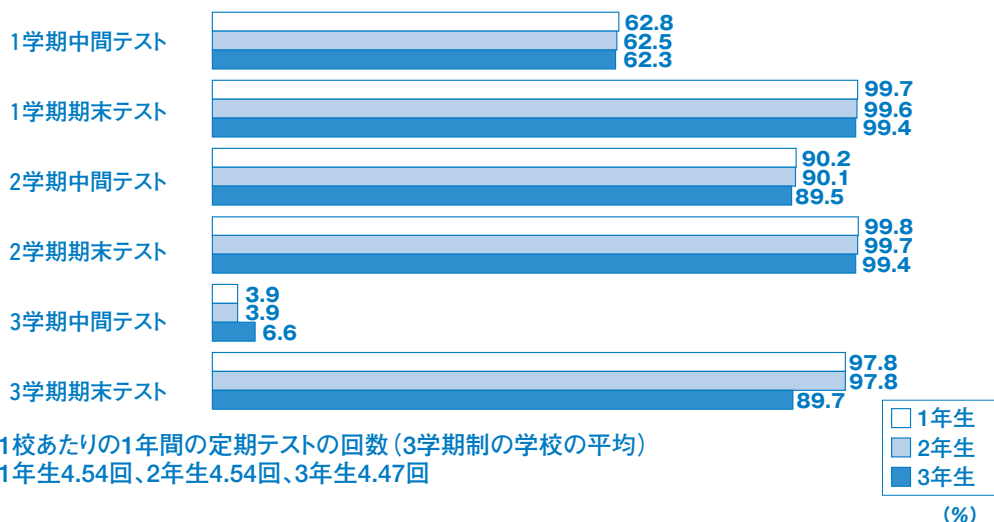 1学期中間テスト
62.8
62.5
62.3
1学期期末テスト
99.7
99.6
99.4
2学期中間テスト
90.2
90.1
89.5
2学期期末テスト
99.8
99.7
99.4
3学期中間テスト
3.9
3.9
6.6
3学期期末テスト
97.8
97.8
89.7
1校あたりの1年間の定期テストの回数(3学期制の学校の平均)
1年生4.54回、2年生4.54回、3年生4.47回
1年生
2年生
3年生
(%)